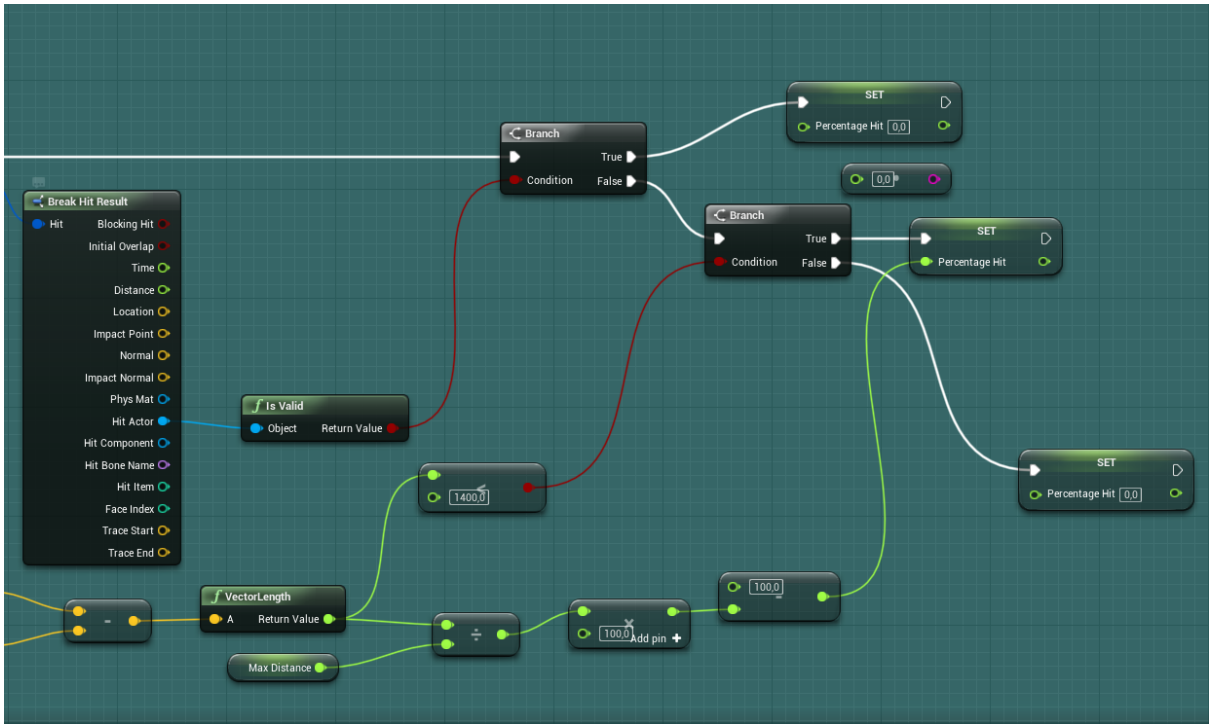 SET
Percentage Hit 0,0
Branch
True
Condition False
0,0
Break Hit Result
Hit Blocking Hit
Initial Overlap
Time
Distance
Location
Impact Point
Normal
Impact Normal
Phys Mat
Hit Actor
Hit Component
Hit Bone Name
Hit Item
Face Index
Trace Start
Trace End
Branch
True
Condition False
SET
Percentage Hit
f Is Valid
Object Return Value
<
1400,0
SET
Percentage Hit 0,0
f VectorLength
A Return Value
-
Max Distance
÷
×
100,0 Add pin +
100,0
-